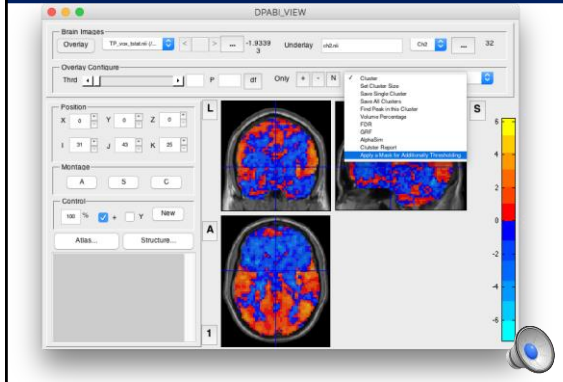 DPABI_VIEW
Brain Images
Overlay TP_vox_total.nii (/... < > ... -1.9339 3 Underlay ch2.nii Ch2 ... 32
Overlay Configure
Thrd P df Only + - N
✓ Cluster
Set Cluster Size
Save Single Cluster
Save All Clusters
Find Peak in this Cluster
Volume Percentage
FDR
GRF
AlphaSim
Cluster Report
Apply a Mask for Additionally Thresholding
Position
X 0 Y 0 Z 0
I 31 J 43 K 25
Montage
A S C
Control
100 % + Y New
Atlas... Structure...
L
S
A
1
6
4
2
0
-2
-4
-6